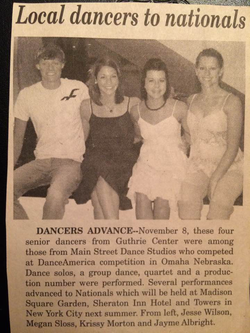 Local dancers to nationals
DANCERS ADVANCE--November 8, these four
senior dancers from Guthrie Center were among
those from Main Street Dance Studios who competed
at DanceAmerica competition in Omaha Nebraska.
Dance solos, a group dance, quartet and a pro-
duction number were performed. Several performances
advanced to Nationals which will be held at Madison
Square Garden, Sheraton Inn Hotel and Towers in
New York City next summer. From left, Jesse Wilson,
Megan Sloss, Krissy Morton and Jayme Albright.